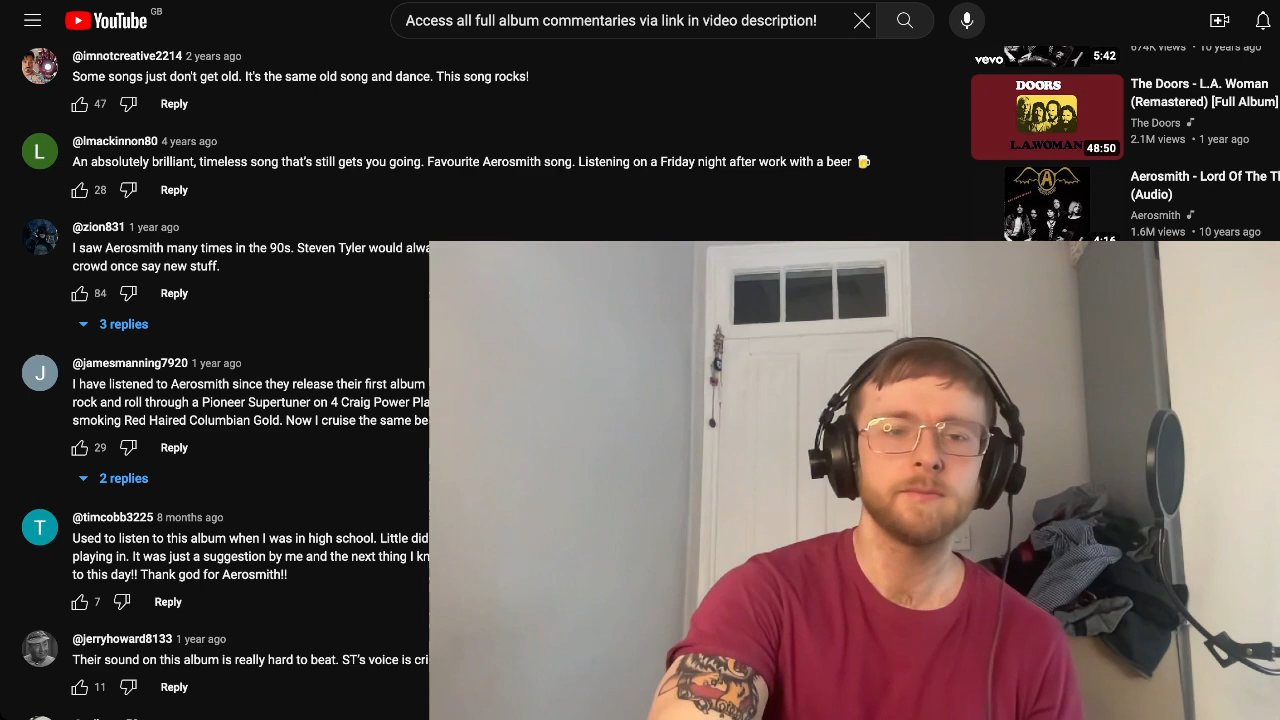 YouTube GB
Access all full album commentaries via link in video description!
@imnotcreative2214 2 years ago
Some songs just don't get old. It's the same old song and dance. This song rocks!
47 Reply
@lmackinnon80 4 years ago
An absolutely brilliant, timeless song that's still gets you going. Favourite Aerosmith song. Listening on a Friday night after work with a beer 🍺
28 Reply
@zion831 1 year ago
I saw Aerosmith many times in the 90s. Steven Tyler would alwa
crowd once say new stuff.
84 Reply
3 replies
J
@jamesmanning7920 1 year ago
I have listened to Aerosmith since they release their first album
rock and roll through a Pioneer Supertuner on 4 Craig Power Pla
smoking Red Haired Columbian Gold. Now I cruise the same be
29 Reply
2 replies
T
@timcobb3225 8 months ago
Used to listen to this album when I was in high school. Little did
playing in. It was just a suggestion by me and the next thing I kn
to this day!! Thank god for Aerosmith!!
7 Reply
@jerryhoward8133 1 year ago
Their sound on this album is really hard to beat. ST's voice is cri
11 Reply
L
vevo
5:42
674K views • 10 years ago
DOORS
L.A.WOMAN
48:50
The Doors - L.A. Woman
(Remastered) [Full Album]
The Doors
2.1M views • 1 year ago
A
4:16
Aerosmith - Lord Of The T
(Audio)
Aerosmith
1.6M views • 10 years ago